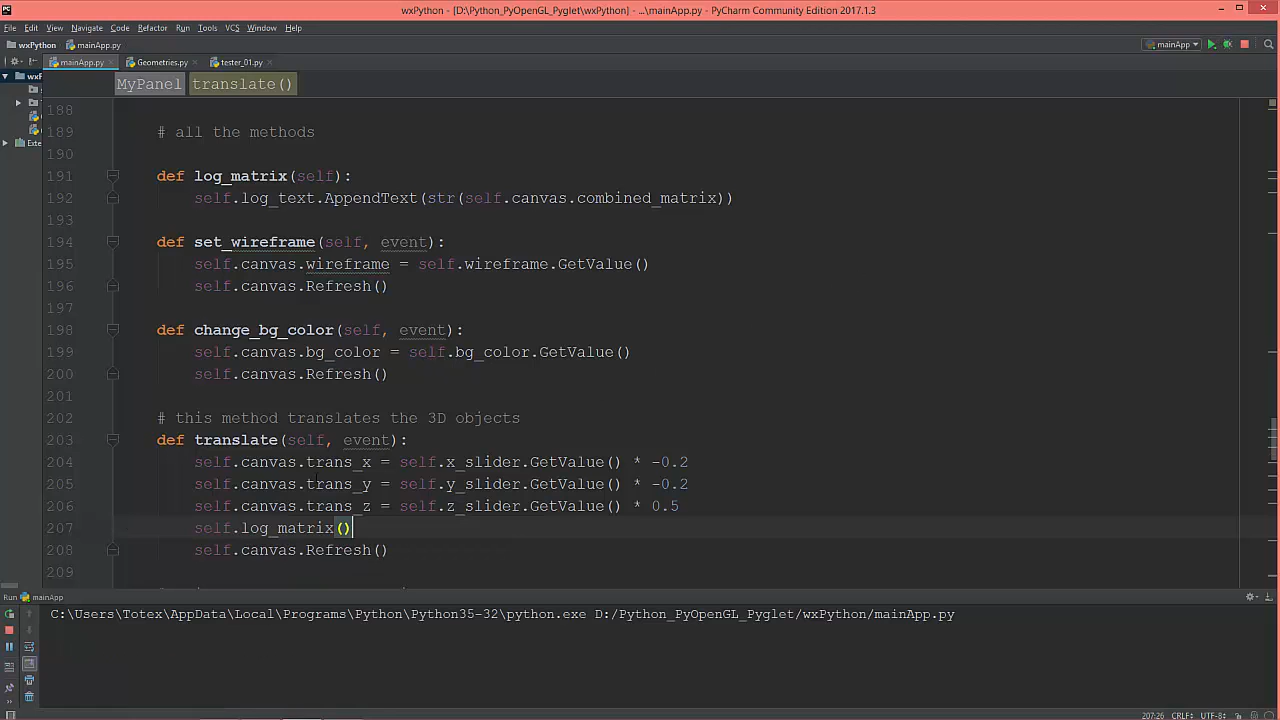 wxPython - [D:\Python_PyOpenGL_Pyglet\wxPython] - ...\mainApp.py - PyCharm Community Edition 2017.1.3
File Edit View Navigate Code Refactor Run Tools VCS Window Help
wxPython mainApp.py mainApp
mainApp.py Geometries.py tester_01.py
MyPanel translate()
188
189 # all the methods
190
191 def log_matrix(self):
192 self.log_text.AppendText(str(self.canvas.combined_matrix))
193
194 def set_wireframe(self, event):
195 self.canvas.wireframe = self.wireframe.GetValue()
196 self.canvas.Refresh()
197
198 def change_bg_color(self, event):
199 self.canvas.bg_color = self.bg_color.GetValue()
200 self.canvas.Refresh()
201
202 # this method translates the 3D objects
203 def translate(self, event):
204 self.canvas.trans_x = self.x_slider.GetValue() * -0.2
205 self.canvas.trans_y = self.y_slider.GetValue() * -0.2
206 self.canvas.trans_z = self.z_slider.GetValue() * 0.5
207 self.log_matrix()
208 self.canvas.Refresh()
209
Run mainApp
C:\Users\Totex\AppData\Local\Programs\Python\Python35-32\python.exe D:/Python_PyOpenGL_Pyglet/wxPython/mainApp.py
207:26 CRLF UTF-8